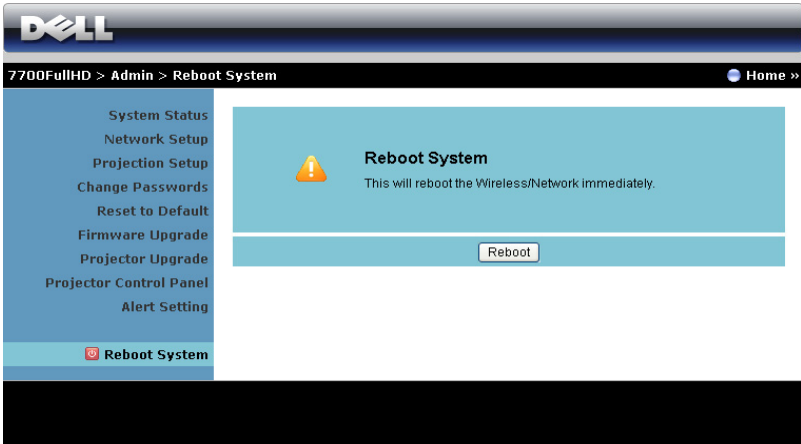 DELL
7700FullHD > Admin > Reboot System
Home »
System Status
Network Setup
Projection Setup
Change Passwords
Reset to Default
Firmware Upgrade
Projector Upgrade
Projector Control Panel
Alert Setting
Reboot System
Reboot System
This will reboot the Wireless/Network immediately.
Reboot